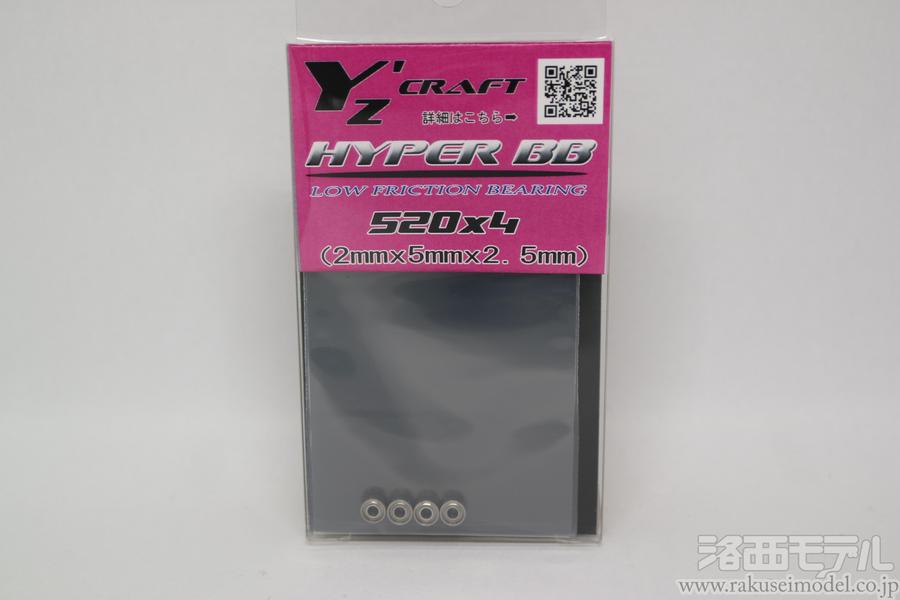 Yz' CRAFT
詳細はこちら➡
HYPER BB
LOW FRICTION BEARING
520x4
(2mmx5mmx2.5mm)
洛西モデル
www.rakuseimodel.co.jp